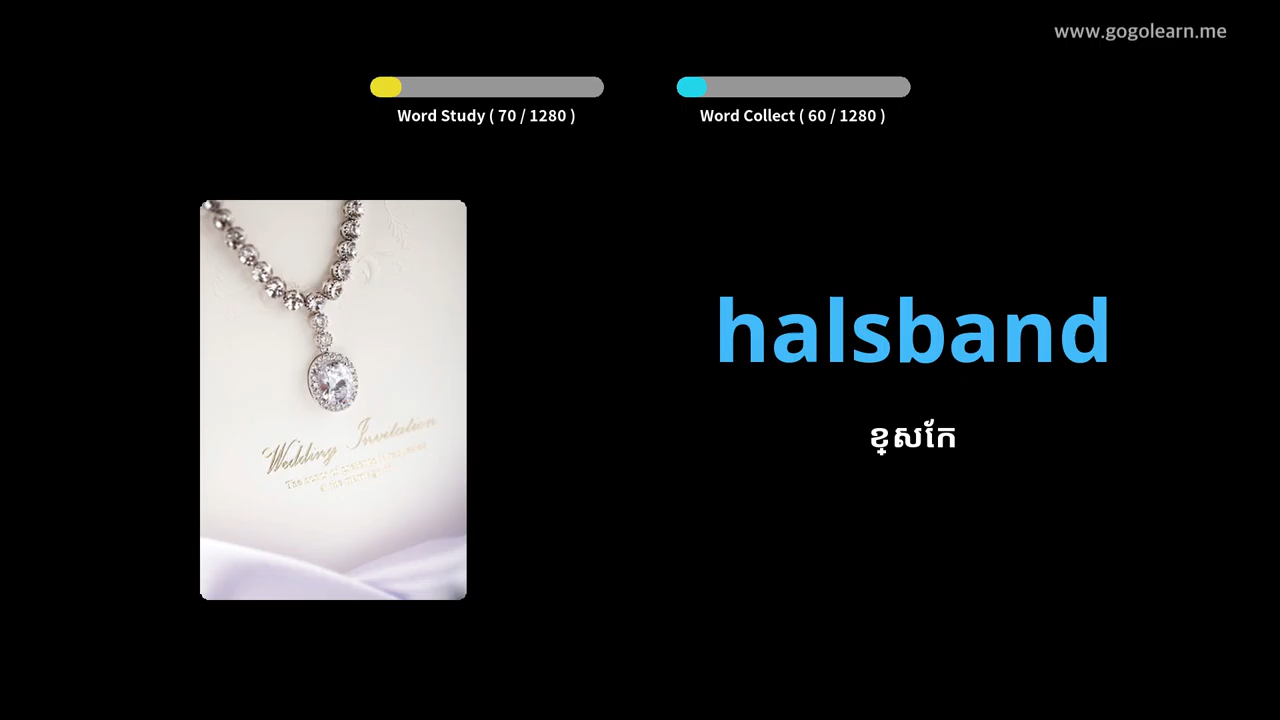 www.gogolearn.me
Word Study ( 70 / 1280 )
Word Collect ( 60 / 1280 )
halsband
ខ្សែក
Wedding Invitation